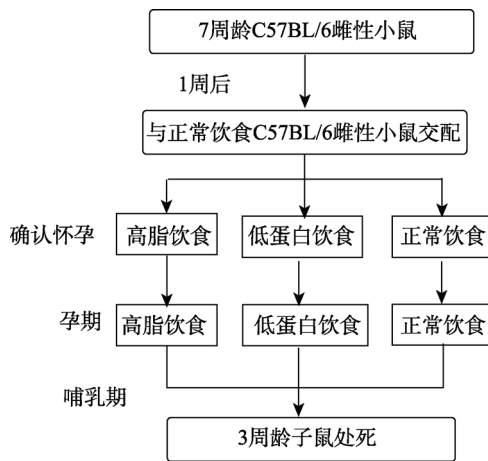 7周龄C57BL/6雌性小鼠
1周后
与正常饮食C57BL/6雌性小鼠交配
确认怀孕
高脂饮食
低蛋白饮食
正常饮食
孕期
高脂饮食
低蛋白饮食
正常饮食
哺乳期
3周龄子鼠处死